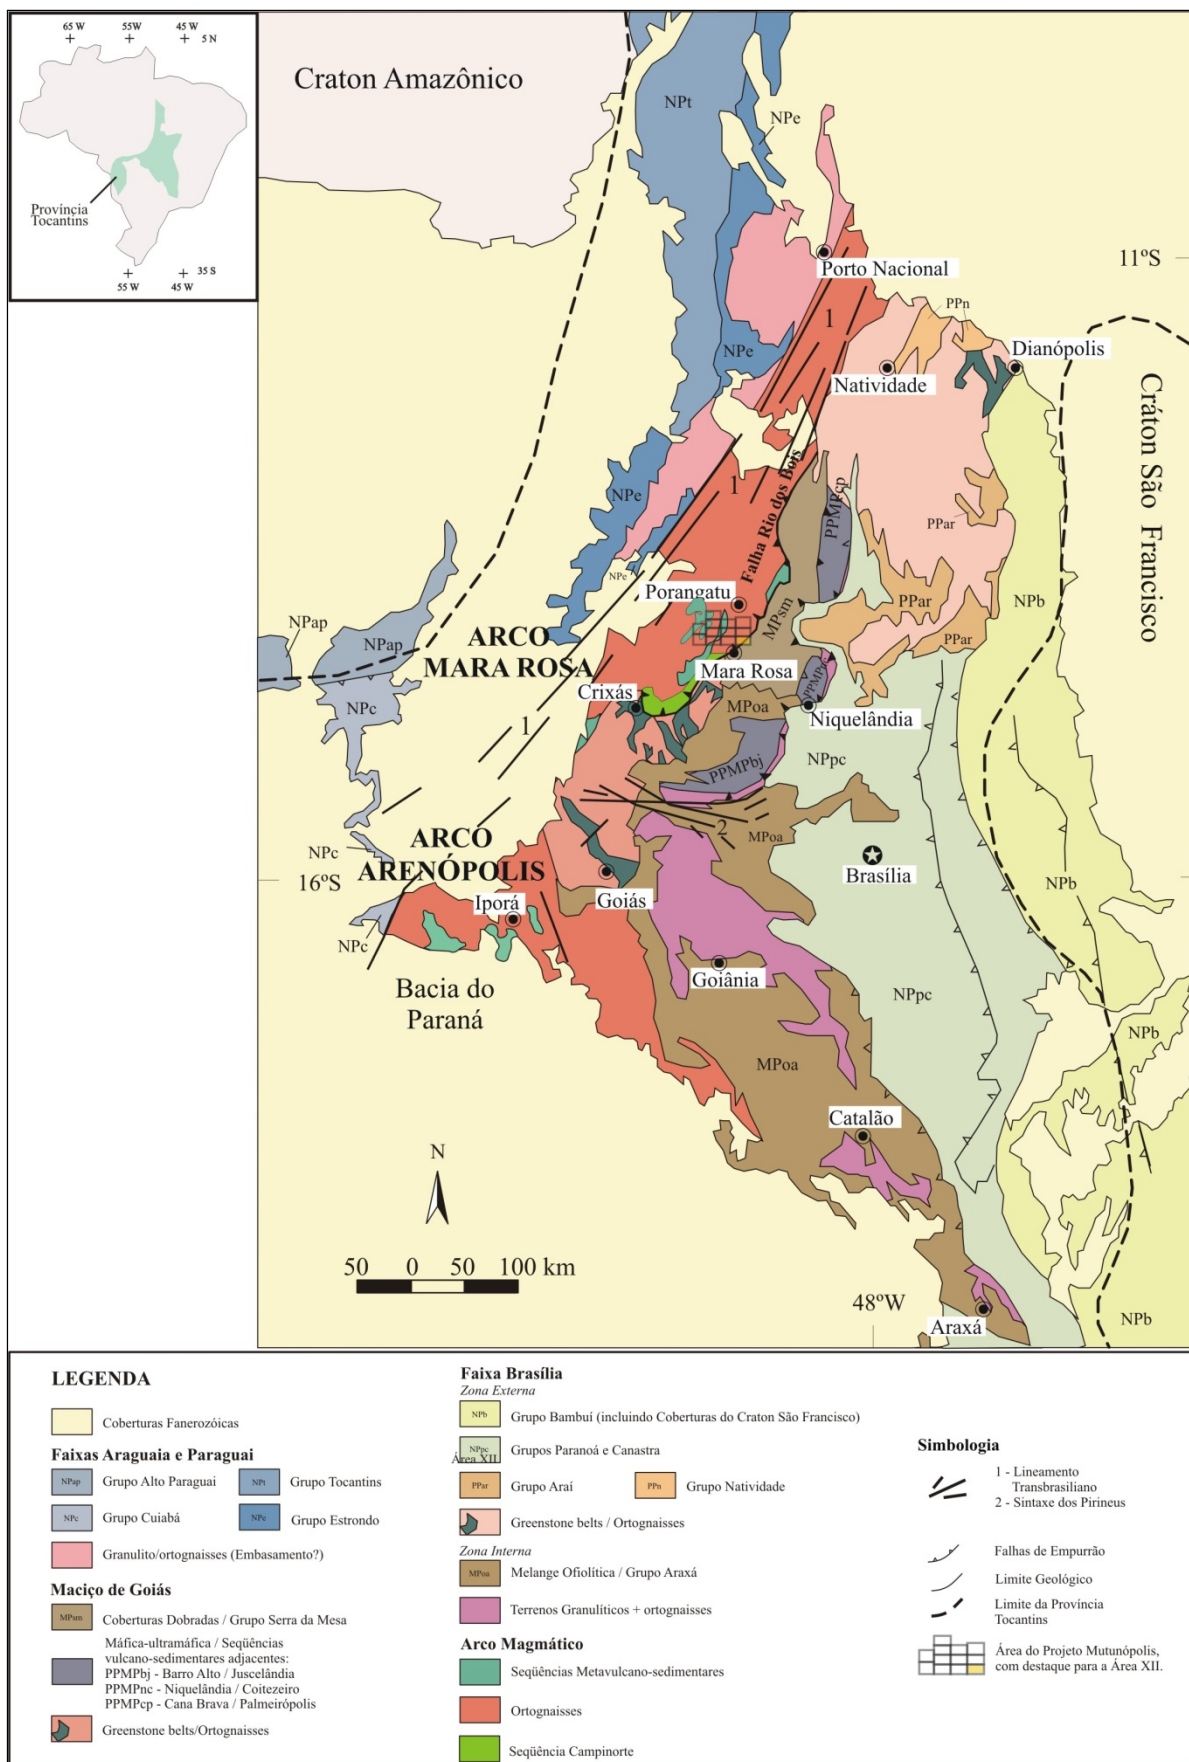 65 W
55W
45 W
5 N
Província
Tocantins
55 W
45 W
35 S
Craton Amazônico
NPt
NPe
Porto Nacional
11ºS
1
PPn
NPe
Natividade
Dianópolis
Cráton São Francisco
NPe
1
Falha Rio dos Bois
PPMPcp
PPar
NPe
Porangatu
MPsm
PPar
NPb
NPap
NPap
ARCO
MARA ROSA
PPar
Mara Rosa
NPc
Crixás
MPoa
Niquelândia
1
PPMPbj
NPpc
ARCO
ARENÓPOLIS
2
MPoa
NPc
Brasília
16ºS
NPb
Iporá
Goiás
NPc
Goiânia
Bacia do
Paraná
NPpc
NPb
MPoa
Catalão
N
50 0 50 100 km
48ºW
Araxá
NPb
LEGENDA
Coberturas Fanerozóicas
Faixas Araguaia e Paraguai
NPap Grupo Alto Paraguai
NPt Grupo Tocantins
NPc Grupo Cuiabá
NPe Grupo Estrondo
Granulito/ortognaisses (Embasamento?)
Maciço de Goiás
MPsm Coberturas Dobradas / Grupo Serra da Mesa
Máfica-ultramáfica / Seqüências
vulcano-sedimentares adjacentes:
PPMPbj - Barro Alto / Juscelândia
PPMPnc - Niquelândia / Coitezeiro
PPMPcp - Cana Brava / Palmeirópolis
Greenstone belts/Ortognaisses
Faixa Brasília
Zona Externa
NPb Grupo Bambuí (incluindo Coberturas do Craton São Francisco)
NPpc Grupos Paranoá e Canastra
Área XII
PPar Grupo Araí
PPn Grupo Natividade
Greenstone belts / Ortognaisses
Zona Interna
MPoa Melange Ofiolítica / Grupo Araxá
Terrenos Granulíticos + ortognaisses
Arco Magmático
Seqüências Metavulcano-sedimentares
Ortognaisses
Seqüência Campinorte
Simbologia
1 - Lineamento
Transbrasiliano
2 - Sintaxe dos Pirineus
Falhas de Empurrão
Limite Geológico
Limite da Província
Tocantins
Área do Projeto Mutunópolis,
com destaque para a Área XII.